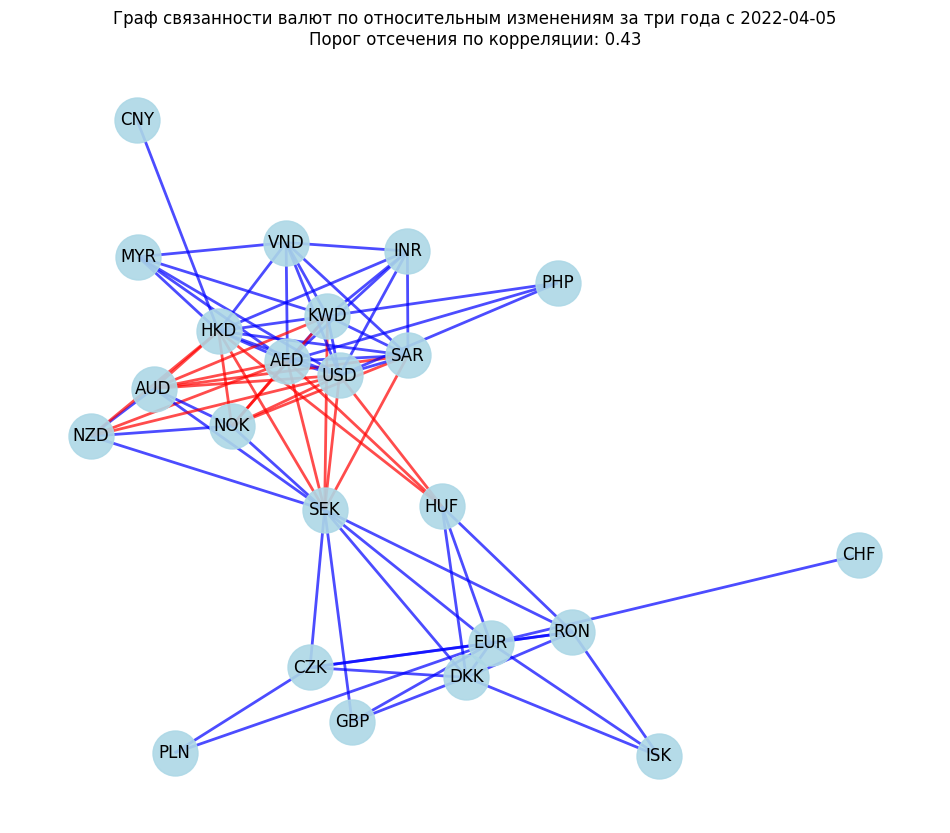 Граф связанности валют по относительным изменениям за три года с 2022-04-05
Порог отсечения по корреляции: 0.43
CNY
VND
INR
MYR
PHP
KWD
HKD
SAR
AED
USD
AUD
NOK
NZD
HUF
SEK
CHF
RON
EUR
CZK
DKK
GBP
PLN
ISK